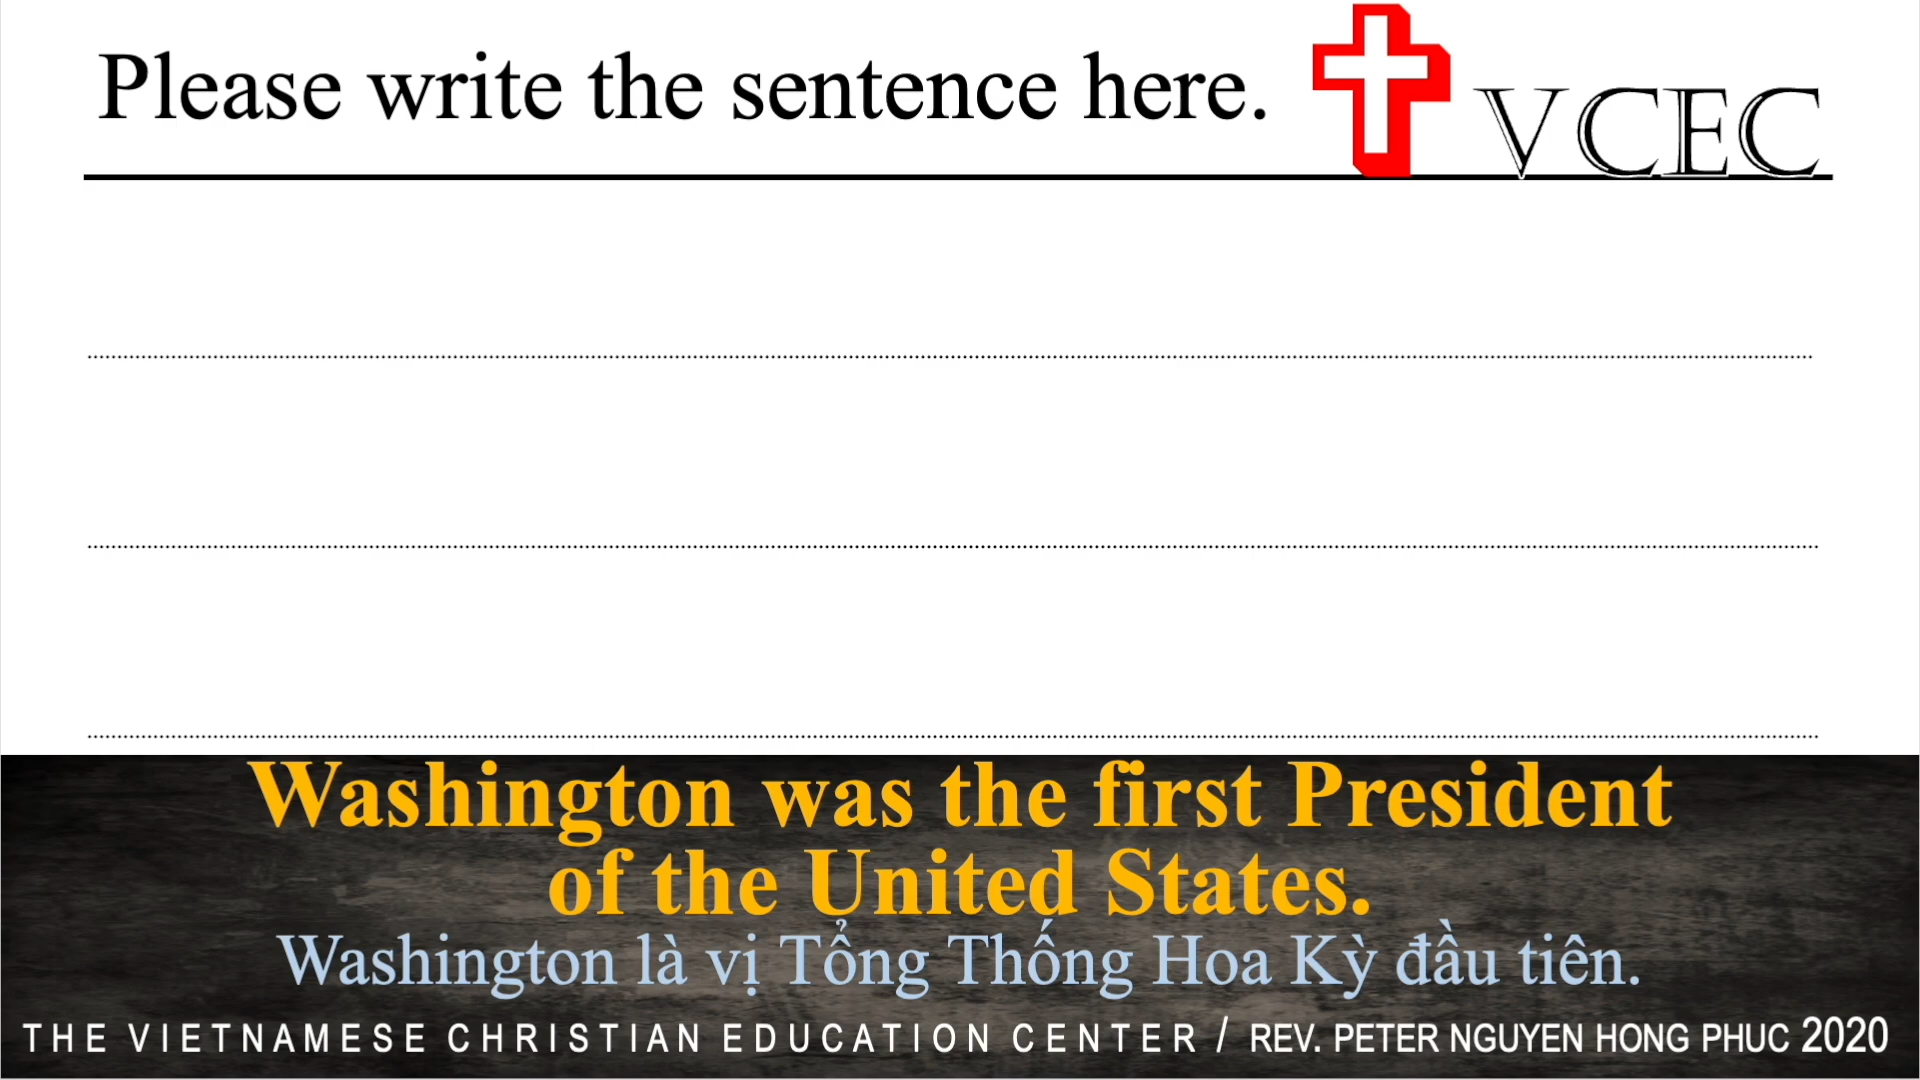 Please write the sentence here.
VCEC
Washington was the first President
of the United States.
Washington là vị Tổng Thống Hoa Kỳ đầu tiên.
THE VIETNAMESE CHRISTIAN EDUCATION CENTER / REV. PETER NGUYEN HONG PHUC 2020